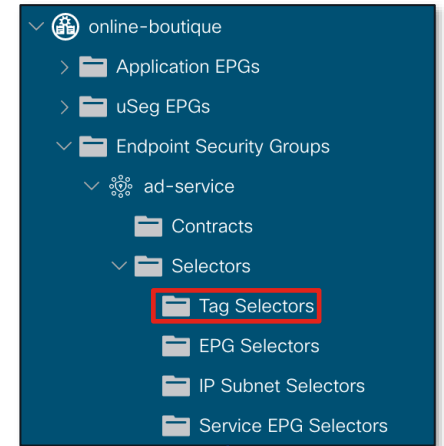 online-boutique
Application EPGs
uSeg EPGs
Endpoint Security Groups
ad-service
Contracts
Selectors
Tag Selectors
EPG Selectors
IP Subnet Selectors
Service EPG Selectors